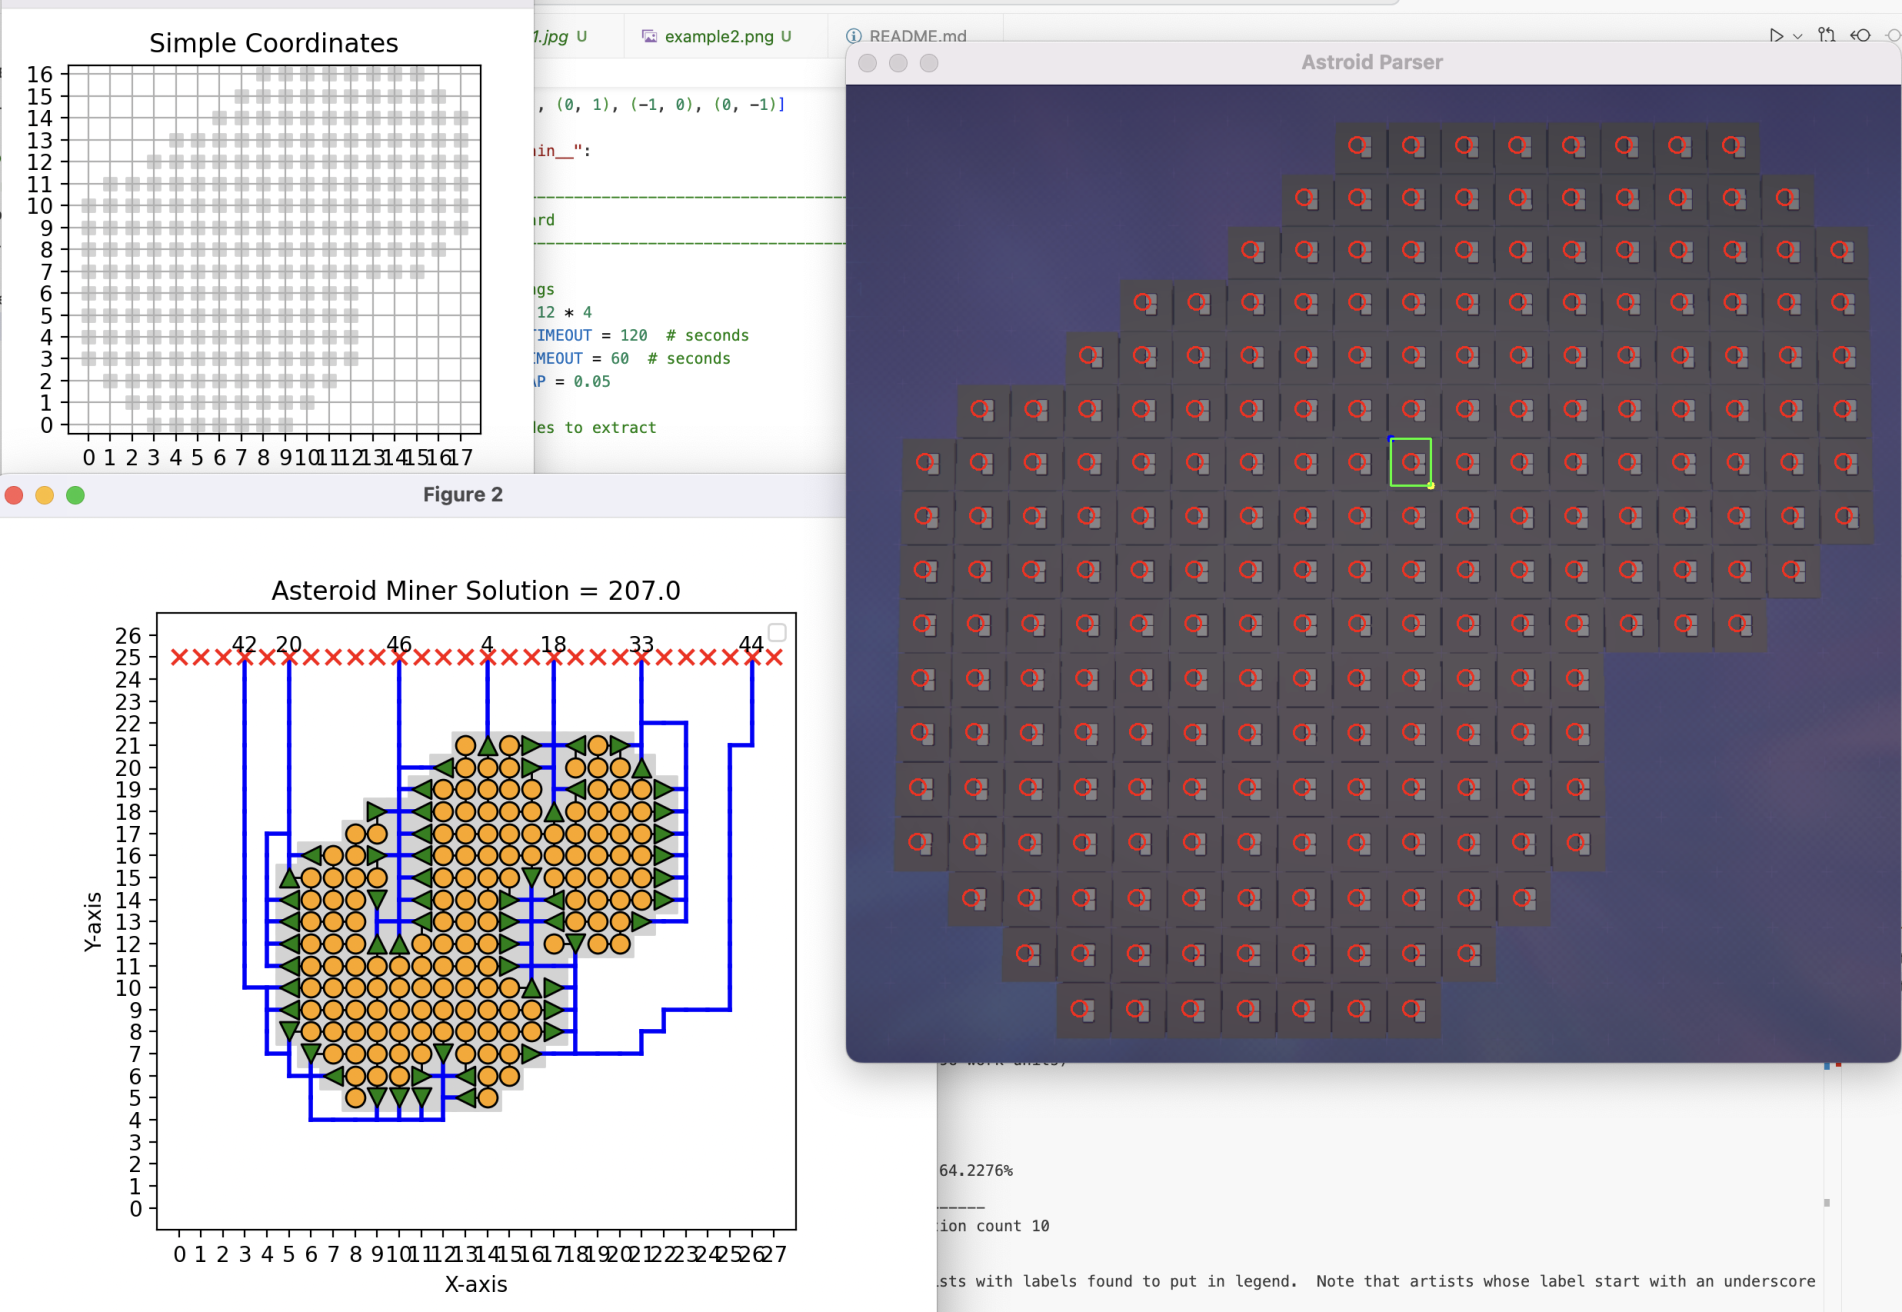 Simple Coordinates
16
15
14
13
12
11
10
9
8
7
6
5
4
3
2
1
0
0 1 2 3 4 5 6 7 8 9 10 11 12 13 14 15 16 17
1.jpg U
example2.png U
README.md
, (0, 1), (-1, 0), (0, -1)]
in__":
12 * 4
TIMEOUT = 120 # seconds
IMEOUT = 60 # seconds
AP = 0.05
les to extract
Astroid Parser
Figure 2
Asteroid Miner Solution = 207.0
42 20 46 4 18 33 44
26
25
24
23
22
21
20
19
18
17
16
15
14
13
12
11
10
9
8
7
6
5
4
3
2
1
0
Y-axis
0 1 2 3 4 5 6 7 8 9 10 11 12 13 14 15 16 17 18 19 20 21 22 23 24 25 26 27
X-axis
64.2276%
ion count 10
sts with labels found to put in legend. Note that artists whose label start with an underscore